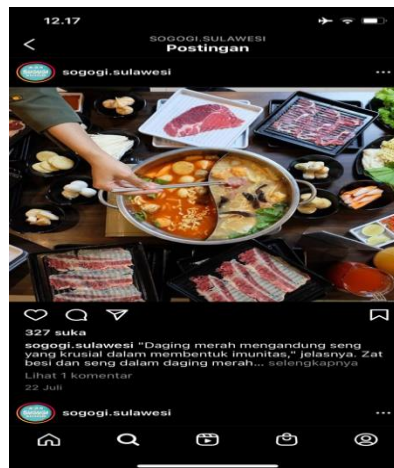 12.17
SOGOGI.SULAWESI
Postingan
sogogi.sulawesi
327 suka
sogogi.sulawesi "Daging merah mengandung seng
yang krusial dalam membentuk imunitas," jelasnya. Zat
besi dan seng dalam daging merah... selengkapnya
Lihat 1 komentar
22 Juli
sogogi.sulawesi